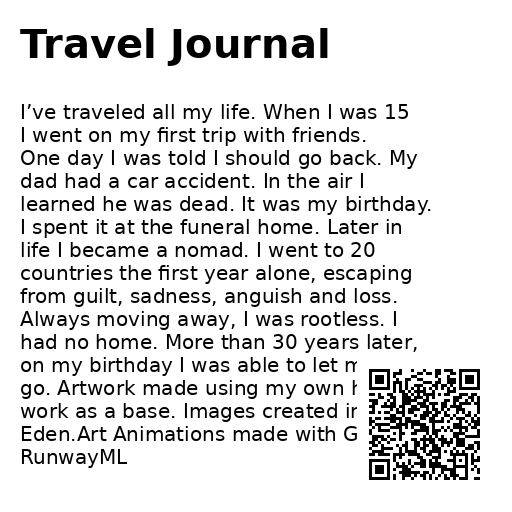 Travel Journal
I’ve traveled all my life. When I was 15
I went on my first trip with friends.
One day I was told I should go back. My
dad had a car accident. In the air I
learned he was dead. It was my birthday.
I spent it at the funeral home. Later in
life I became a nomad. I went to 20
countries the first year alone, escaping
from guilt, sadness, anguish and loss.
Always moving away, I was rootless. I
had no home. More than 30 years later,
on my birthday I was able to let
go. Artwork made using my own
work as a base. Images created
Eden.Art Animations made with
RunwayML